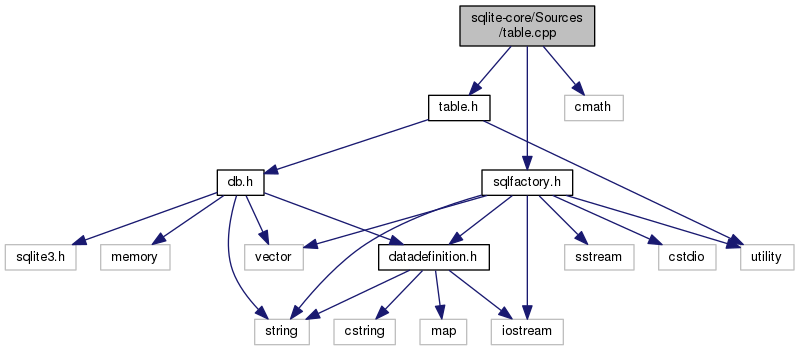 sqlite-core/Sources
/table.cpp
table.h
cmath
db.h
sqlfactory.h
sqlite3.h
memory
vector
datadefinition.h
sstream
cstdio
utility
string
cstring
map
iostream